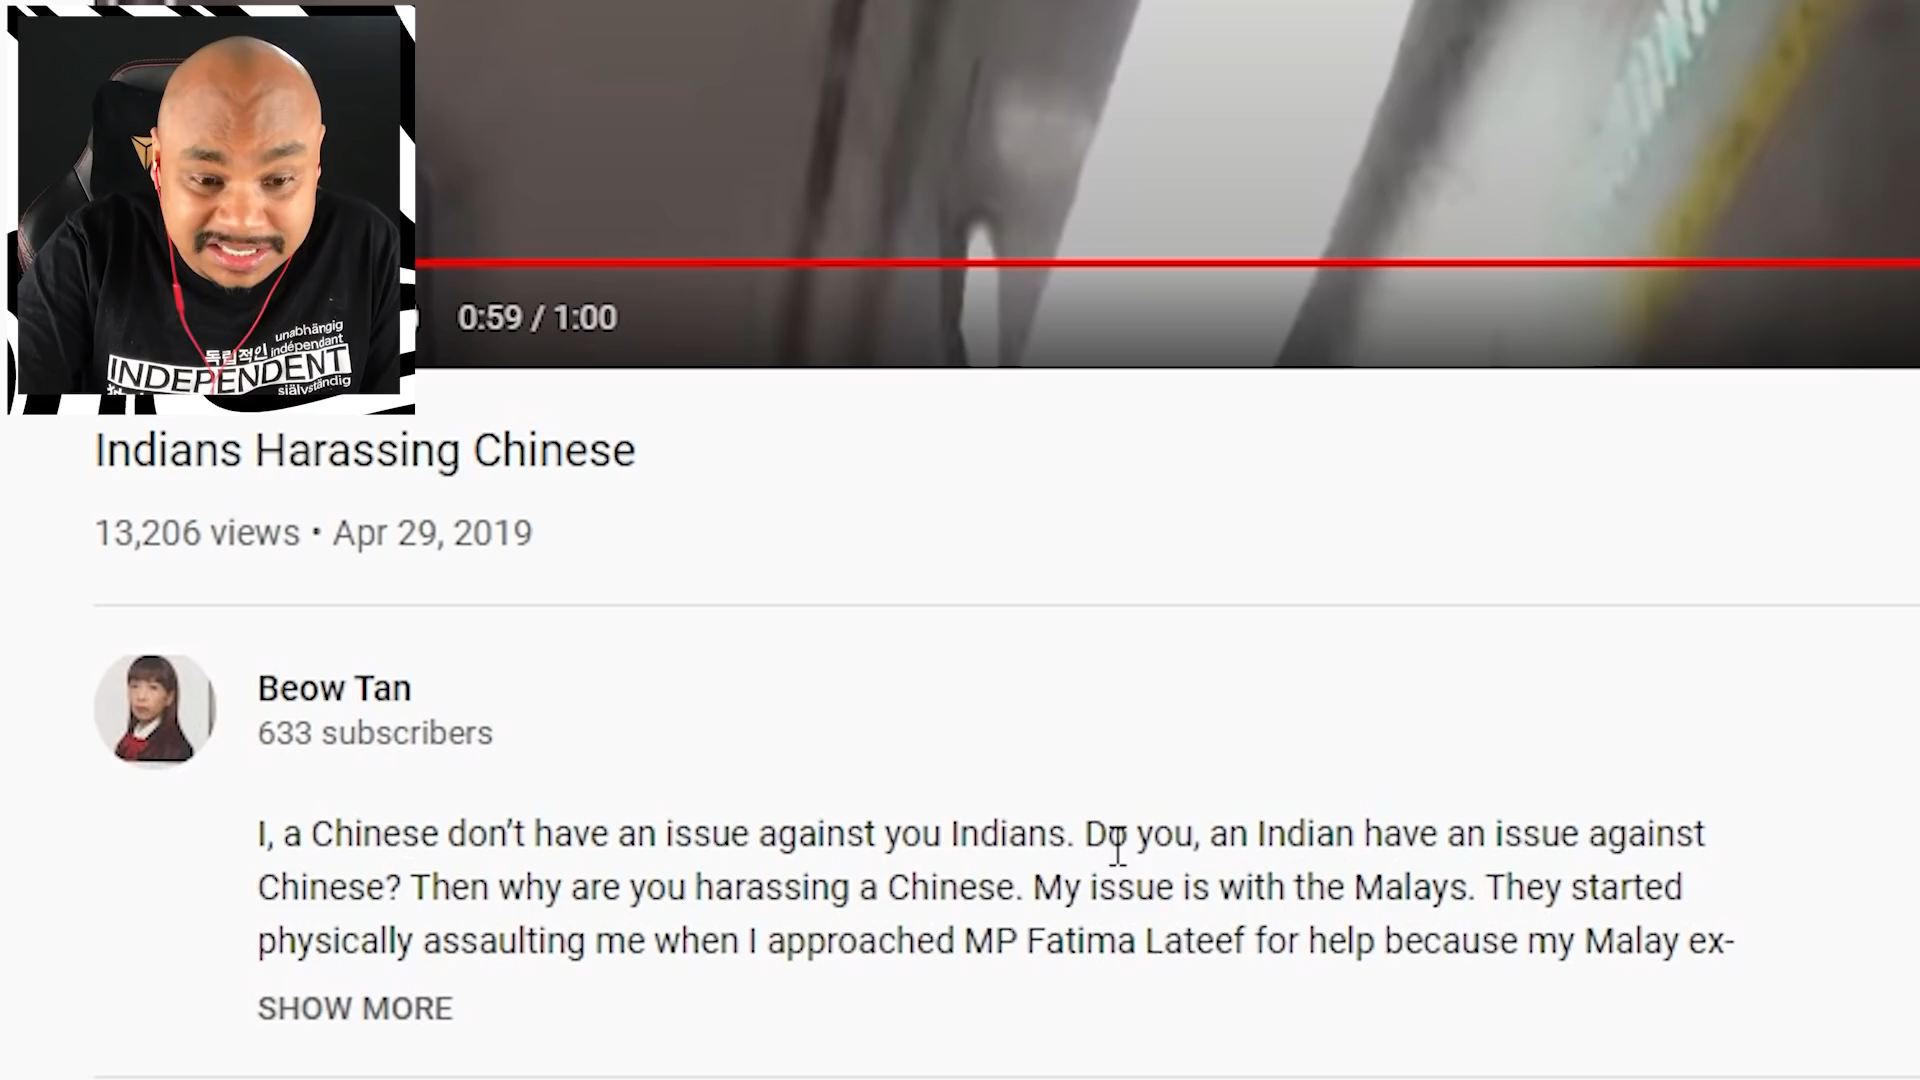 unabhängig
독립적인 indépendant
INDEPENDENT
självständig
0:59 / 1:00
Indians Harassing Chinese
13,206 views • Apr 29, 2019
Beow Tan
633 subscribers
I, a Chinese don’t have an issue against you Indians. Do you, an Indian have an issue against
Chinese? Then why are you harassing a Chinese. My issue is with the Malays. They started
physically assaulting me when I approached MP Fatima Lateef for help because my Malay ex-
SHOW MORE